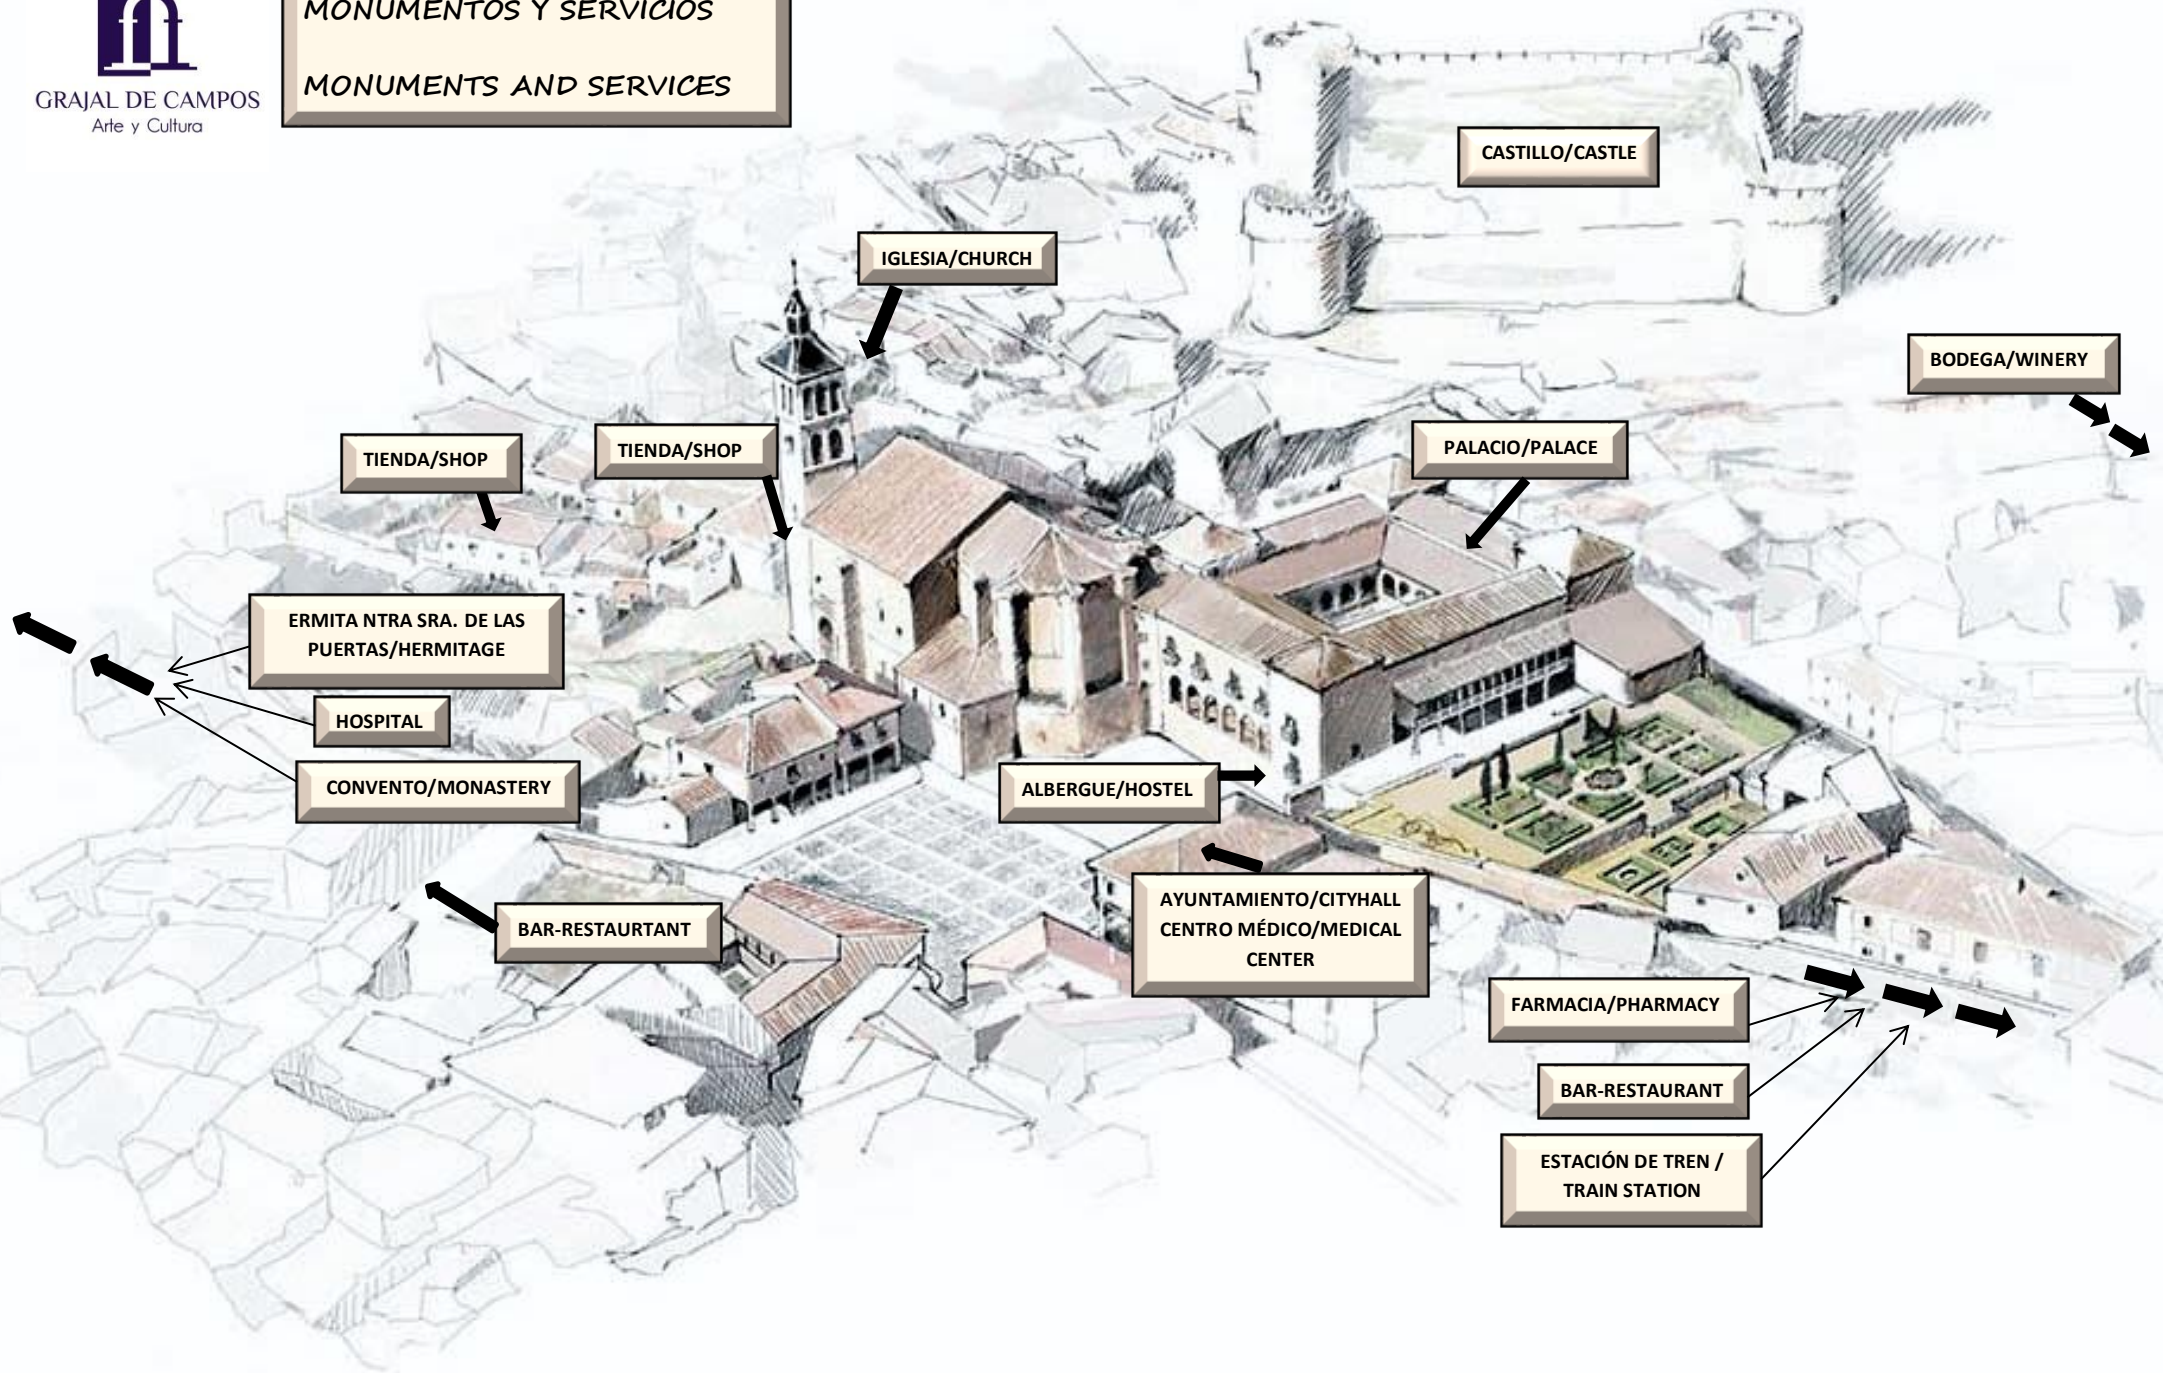 MONUMENTOS Y SERVICIOS
MONUMENTS AND SERVICES
GRAJAL DE CAMPOS
Arte y Cultura
CASTILLO/CASTLE
IGLESIA/CHURCH
BODEGA/WINERY
TIENDA/SHOP
TIENDA/SHOP
PALACIO/PALACE
ERMITA NTRA SRA. DE LAS
PUERTAS/HERMITAGE
HOSPITAL
CONVENTO/MONASTERY
ALBERGUE/HOSTEL
BAR-RESTAURTANT
AYUNTAMIENTO/CITYHALL
CENTRO MÉDICO/MEDICAL
CENTER
FARMACIA/PHARMACY
BAR-RESTAURANT
ESTACIÓN DE TREN /
TRAIN STATION